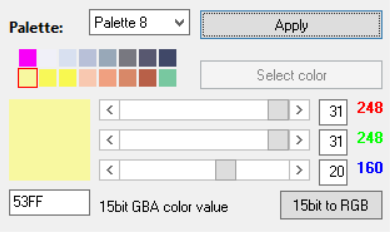 Palette: Palette 8 Apply
Select color
31 248
31 248
20 160
53FF 15bit GBA color value 15bit to RGB